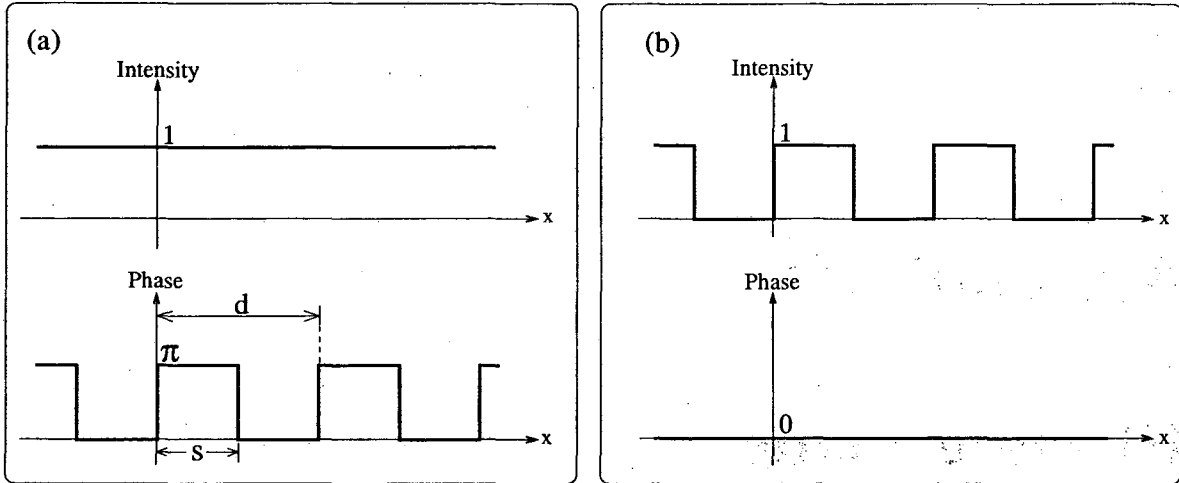 (a)
Intensity
1
x
Phase
d
π
x
s
(b)
Intensity
1
x
Phase
0
x